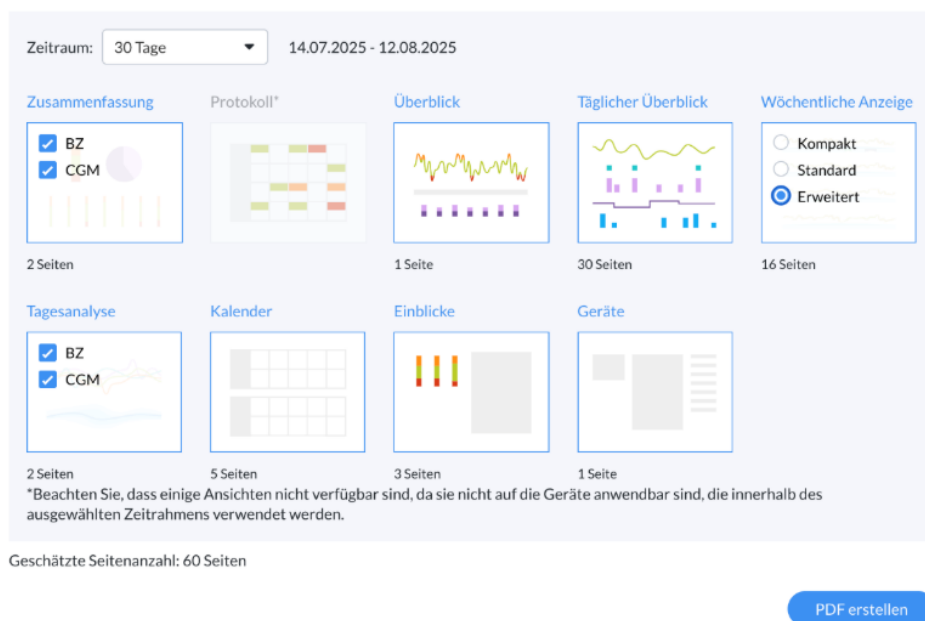 Zeitraum: 30 Tage 14.07.2025 - 12.08.2025
Zusammenfassung Protokoll* Überblick Täglicher Überblick Wöchentliche Anzeige
BZ
CGM
Kompakt
Standard
Erweitert
2 Seiten 1 Seite 30 Seiten 16 Seiten
Tagesanalyse Kalender Einblicke Geräte
BZ
CGM
2 Seiten 5 Seiten 3 Seiten 1 Seite
*Beachten Sie, dass einige Ansichten nicht verfügbar sind, da sie nicht auf die Geräte anwendbar sind, die innerhalb des
ausgewählten Zeitrahmens verwendet werden.
Geschätzte Seitenanzahl: 60 Seiten
PDF erstellen